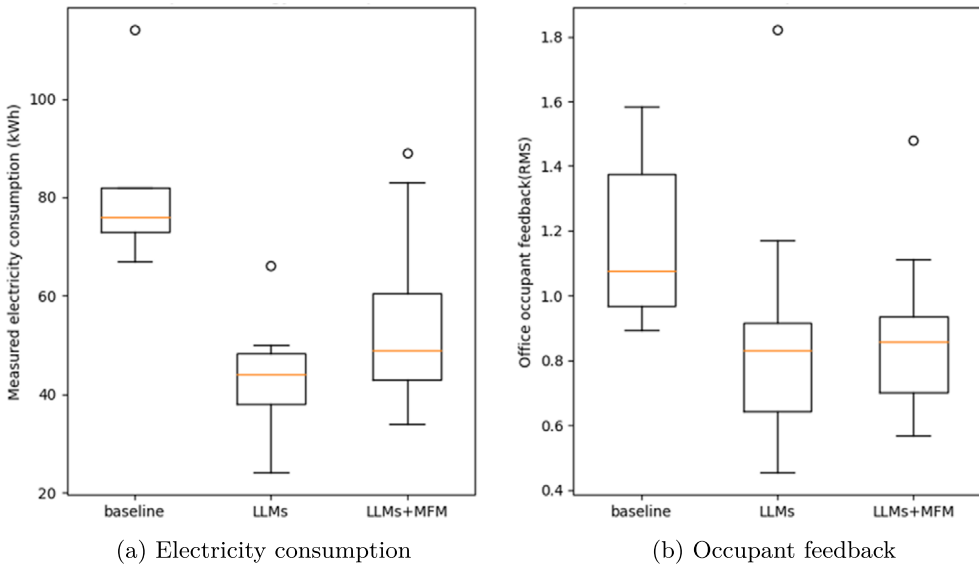 Measured electricity consumption (kWh)
100
80
60
40
20
baseline
LLMs
LLMs+MFM
(a) Electricity consumption
Office occupant feedback(RMS)
1.8
1.6
1.4
1.2
1.0
0.8
0.6
0.4
baseline
LLMs
LLMs+MFM
(b) Occupant feedback